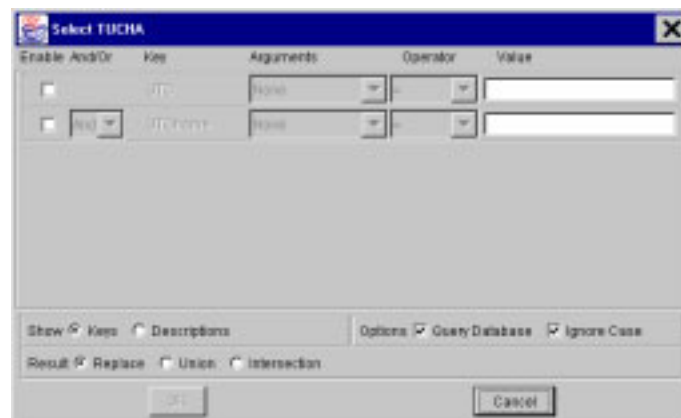 Select TUCHA
Enable And/Or Key Arguments Operator Value
None =
And None =
Show Keys Descriptions Options Query Database Ignore Case
Result Replace Union Intersection
Cancel